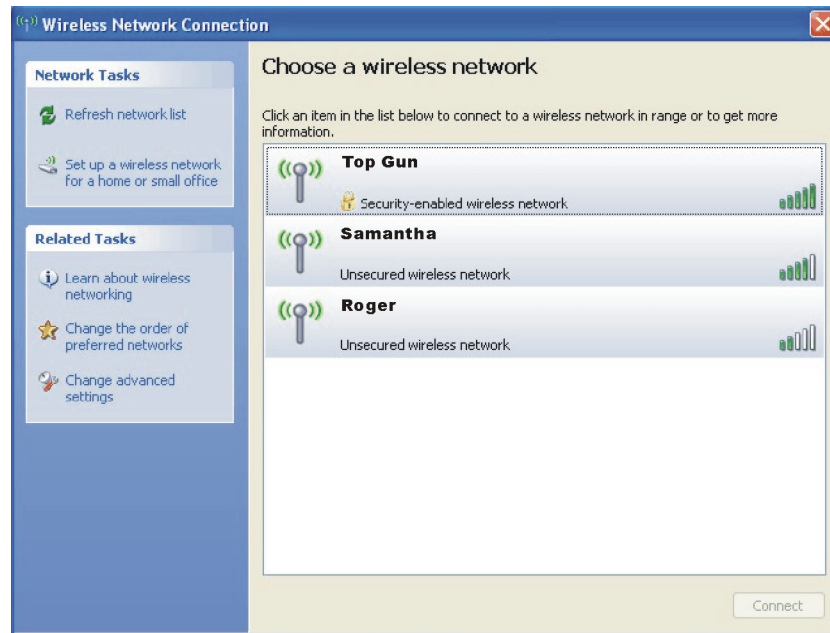 Wireless Network Connection
Network Tasks
Refresh network list
Set up a wireless network
for a home or small office
Related Tasks
Learn about wireless
networking
Change the order of
preferred networks
Change advanced
settings
Choose a wireless network
Click an item in the list below to connect to a wireless network in range or to get more
information.
Top Gun
Security-enabled wireless network
Samantha
Unsecured wireless network
Roger
Unsecured wireless network
Connect